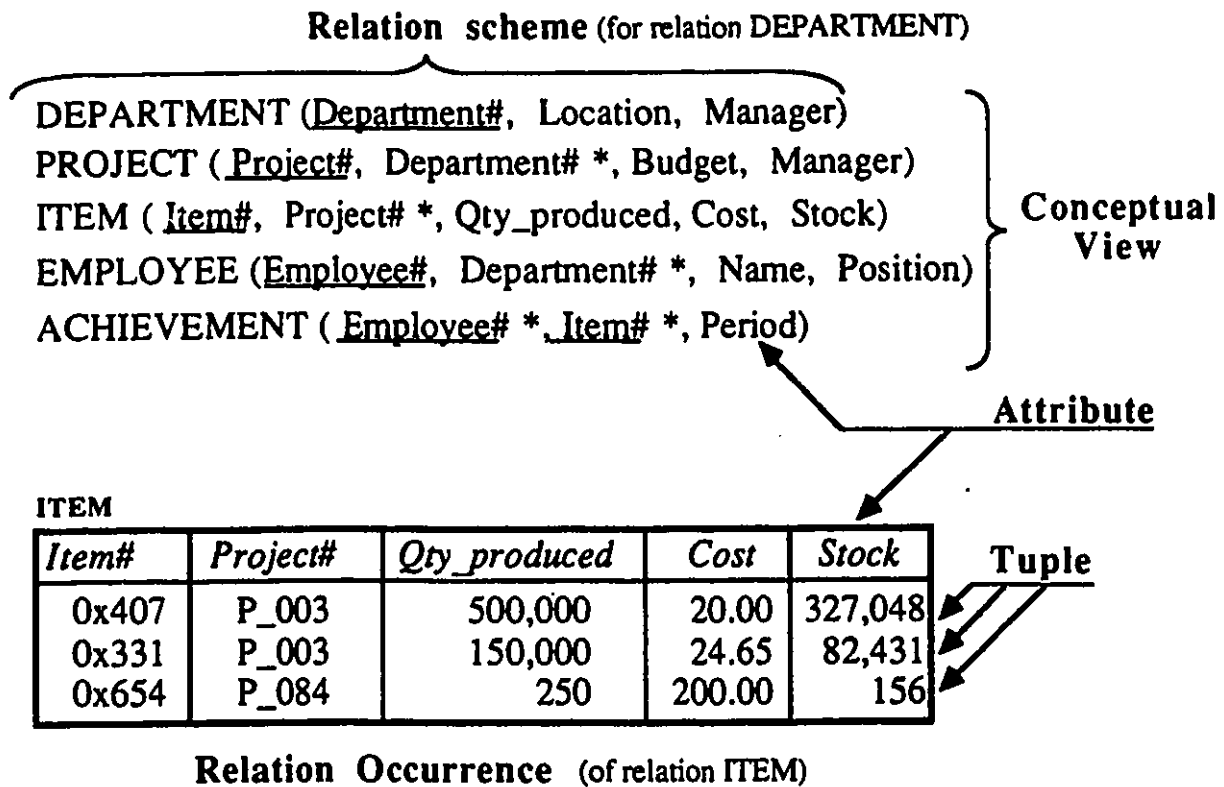 Relation scheme (for relation DEPARTMENT)
DEPARTMENT (Department#, Location, Manager)
PROJECT ( Project#, Department# *, Budget, Manager)
ITEM ( Item#, Project# *, Qty_produced, Cost, Stock)
EMPLOYEE (Employee#, Department# *, Name, Position)
ACHIEVEMENT ( Employee# *, Item# *, Period)
Conceptual
View
Attribute
ITEM
Item# Project# Qty_produced Cost Stock
0x407 P_003 500,000 20.00 327,048
0x331 P_003 150,000 24.65 82,431
0x654 P_084 250 200.00 156
Tuple
Relation Occurrence (of relation ITEM)